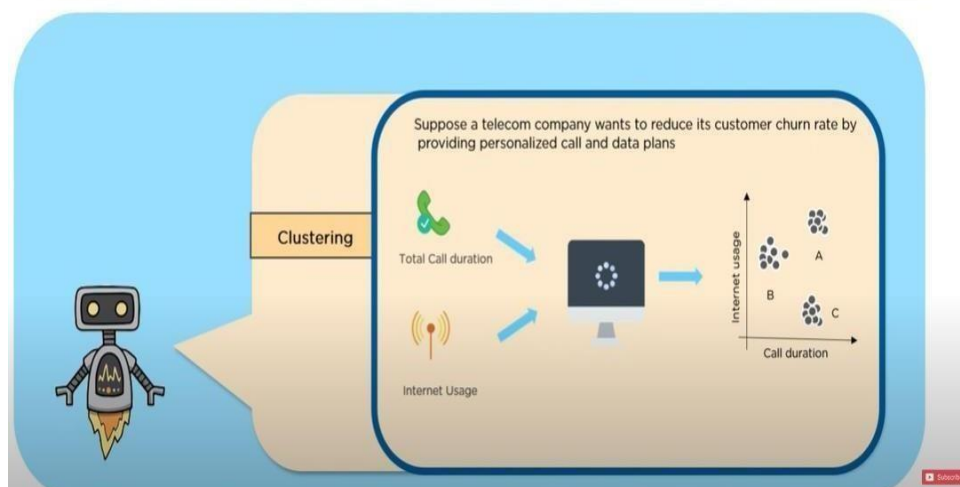 Suppose a telecom company wants to reduce its customer churn rate by
providing personalized call and data plans
Clustering
Total Call duration
Internet Usage
Internet usage
A
B
C
Call duration
Subscrib